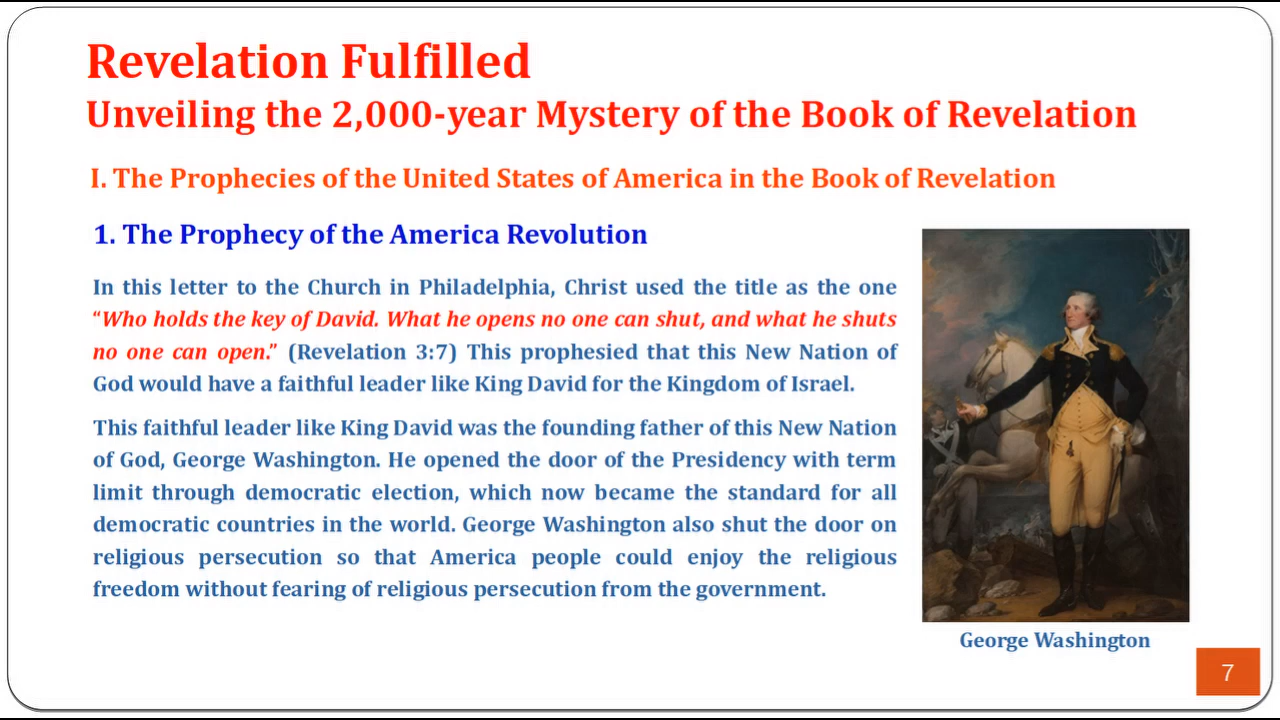 Revelation Fulfilled
Unveiling the 2,000-year Mystery of the Book of Revelation
I. The Prophecies of the United States of America in the Book of Revelation
1. The Prophecy of the America Revolution
In this letter to the Church in Philadelphia, Christ used the title as the one
“Who holds the key of David. What he opens no one can shut, and what he shuts
no one can open.” (Revelation 3:7) This prophesied that this New Nation of
God would have a faithful leader like King David for the Kingdom of Israel.
This faithful leader like King David was the founding father of this New Nation
of God, George Washington. He opened the door of the Presidency with term
limit through democratic election, which now became the standard for all
democratic countries in the world. George Washington also shut the door on
religious persecution so that America people could enjoy the religious
freedom without fearing of religious persecution from the government.
George Washington
7